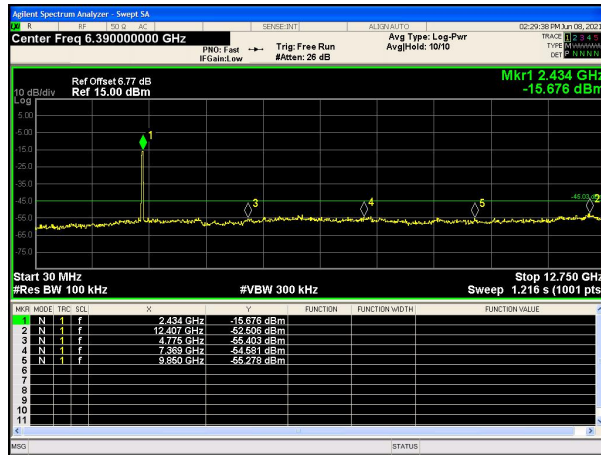 Agilent Spectrum Analyzer - Swept SA
R RF 50 Ω AC SENSE:INT ALIGN AUTO 02:29:38 PM Jun 08, 2021
Center Freq 6.390000000 GHz
PNO: Fast
IFGain:Low
Trig: Free Run
#Atten: 26 dB
Avg Type: Log-Pwr
Avg|Hold: 10/10
TRACE 1 2 3 4 5
TYPE M
DET P N N N N
Ref Offset 6.77 dB
Ref 15.00 dBm
10 dB/div
Log
Mkr1 2.434 GHz
-15.676 dBm
5.00
-5.00
-15.0
-25.0
-35.0
-45.0
-55.0
-65.0
-75.0
1
3
4
5
2
Start 30 MHz
Stop 12.750 GHz
#Res BW 100 kHz
#VBW 300 kHz
Sweep 1.216 s (1001 pts
MKR MODE TRC SCL X Y FUNCTION FUNCTION WIDTH FUNCTION VALUE
1 N 1 f 2.434 GHz -15.676 dBm
2 N 1 f 12.407 GHz -52.506 dBm
3 N 1 f 4.775 GHz -55.403 dBm
4 N 1 f 7.369 GHz -54.581 dBm
5 N 1 f 9.850 GHz -55.278 dBm
6
7
8
9
10
11
MSG STATUS